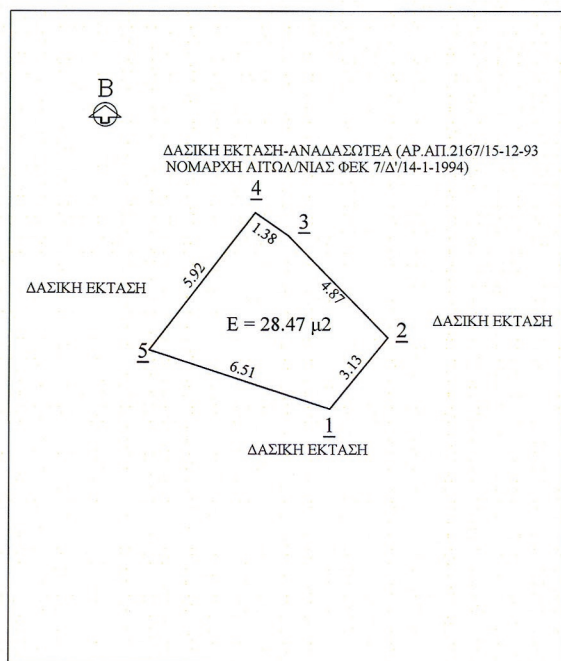 Β
ΔΑΣΙΚΗ ΕΚΤΑΣΗ-ΑΝΑΔΑΣΩΤΕΑ (ΑΡ.ΑΠ.2167/15-12-93
ΝΟΜΑΡΧΗ ΑΙΤΩΛ/ΝΙΑΣ ΦΕΚ 7/Δ'/14-1-1994)
4
3
1.38
5.92
4.87
ΔΑΣΙΚΗ ΕΚΤΑΣΗ
Ε = 28.47 μ2
ΔΑΣΙΚΗ ΕΚΤΑΣΗ
2
5
6.51
3.13
1
ΔΑΣΙΚΗ ΕΚΤΑΣΗ